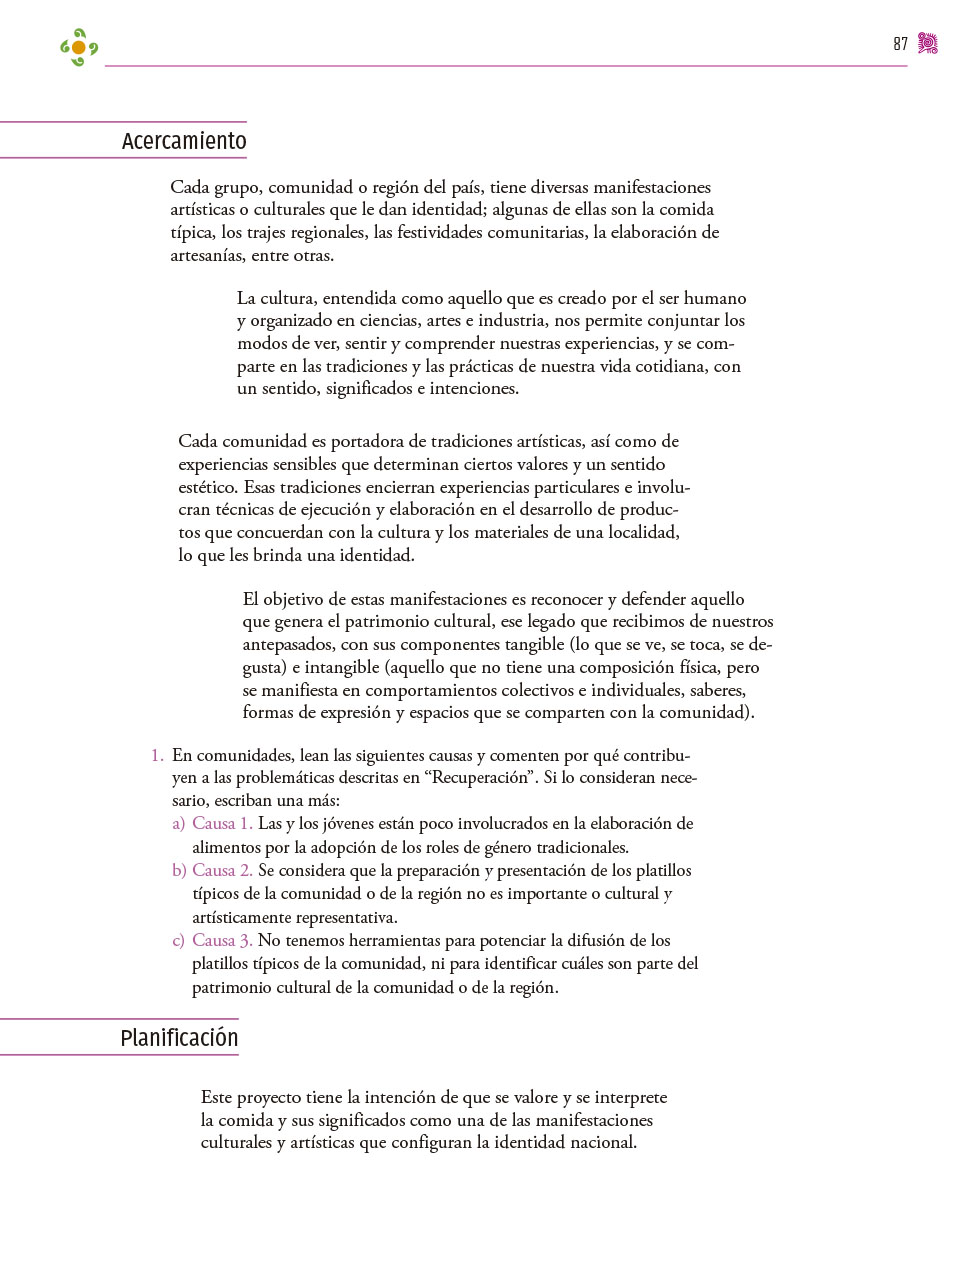 87
Acercamiento
Cada grupo, comunidad o región del país, tiene diversas manifestaciones
artísticas o culturales que le dan identidad; algunas de ellas son la comida
típica, los trajes regionales, las festividades comunitarias, la elaboración de
artesanías, entre otras.
La cultura, entendida como aquello que es creado por el ser humano
y organizado en ciencias, artes e industria, nos permite conjuntar los
modos de ver, sentir y comprender nuestras experiencias, y se com-
parte en las tradiciones y las prácticas de nuestra vida cotidiana, con
un sentido, significados e intenciones.
Cada comunidad es portadora de tradiciones artísticas, así como de
experiencias sensibles que determinan ciertos valores y un sentido
estético. Esas tradiciones encierran experiencias particulares e involu-
cran técnicas de ejecución y elaboración en el desarrollo de produc-
tos que concuerdan con la cultura y los materiales de una localidad,
lo que les brinda una identidad.
El objetivo de estas manifestaciones es reconocer y defender aquello
que genera el patrimonio cultural, ese legado que recibimos de nuestros
antepasados, con sus componentes tangible (lo que se ve, se toca, se de-
gusta) e intangible (aquello que no tiene una composición física, pero
se manifiesta en comportamientos colectivos e individuales, saberes,
formas de expresión y espacios que se comparten con la comunidad).
1. En comunidades, lean las siguientes causas y comenten por qué contribu-
yen a las problemáticas descritas en “Recuperación”. Si lo consideran nece-
sario, escriban una más:
a) Causa 1. Las y los jóvenes están poco involucrados en la elaboración de
alimentos por la adopción de los roles de género tradicionales.
b) Causa 2. Se considera que la preparación y presentación de los platillos
típicos de la comunidad o de la región no es importante o cultural y
artísticamente representativa.
c) Causa 3. No tenemos herramientas para potenciar la difusión de los
platillos típicos de la comunidad, ni para identificar cuáles son parte del
patrimonio cultural de la comunidad o de la región.
Planificación
Este proyecto tiene la intención de que se valore y se interprete
la comida y sus significados como una de las manifestaciones
culturales y artísticas que configuran la identidad nacional.